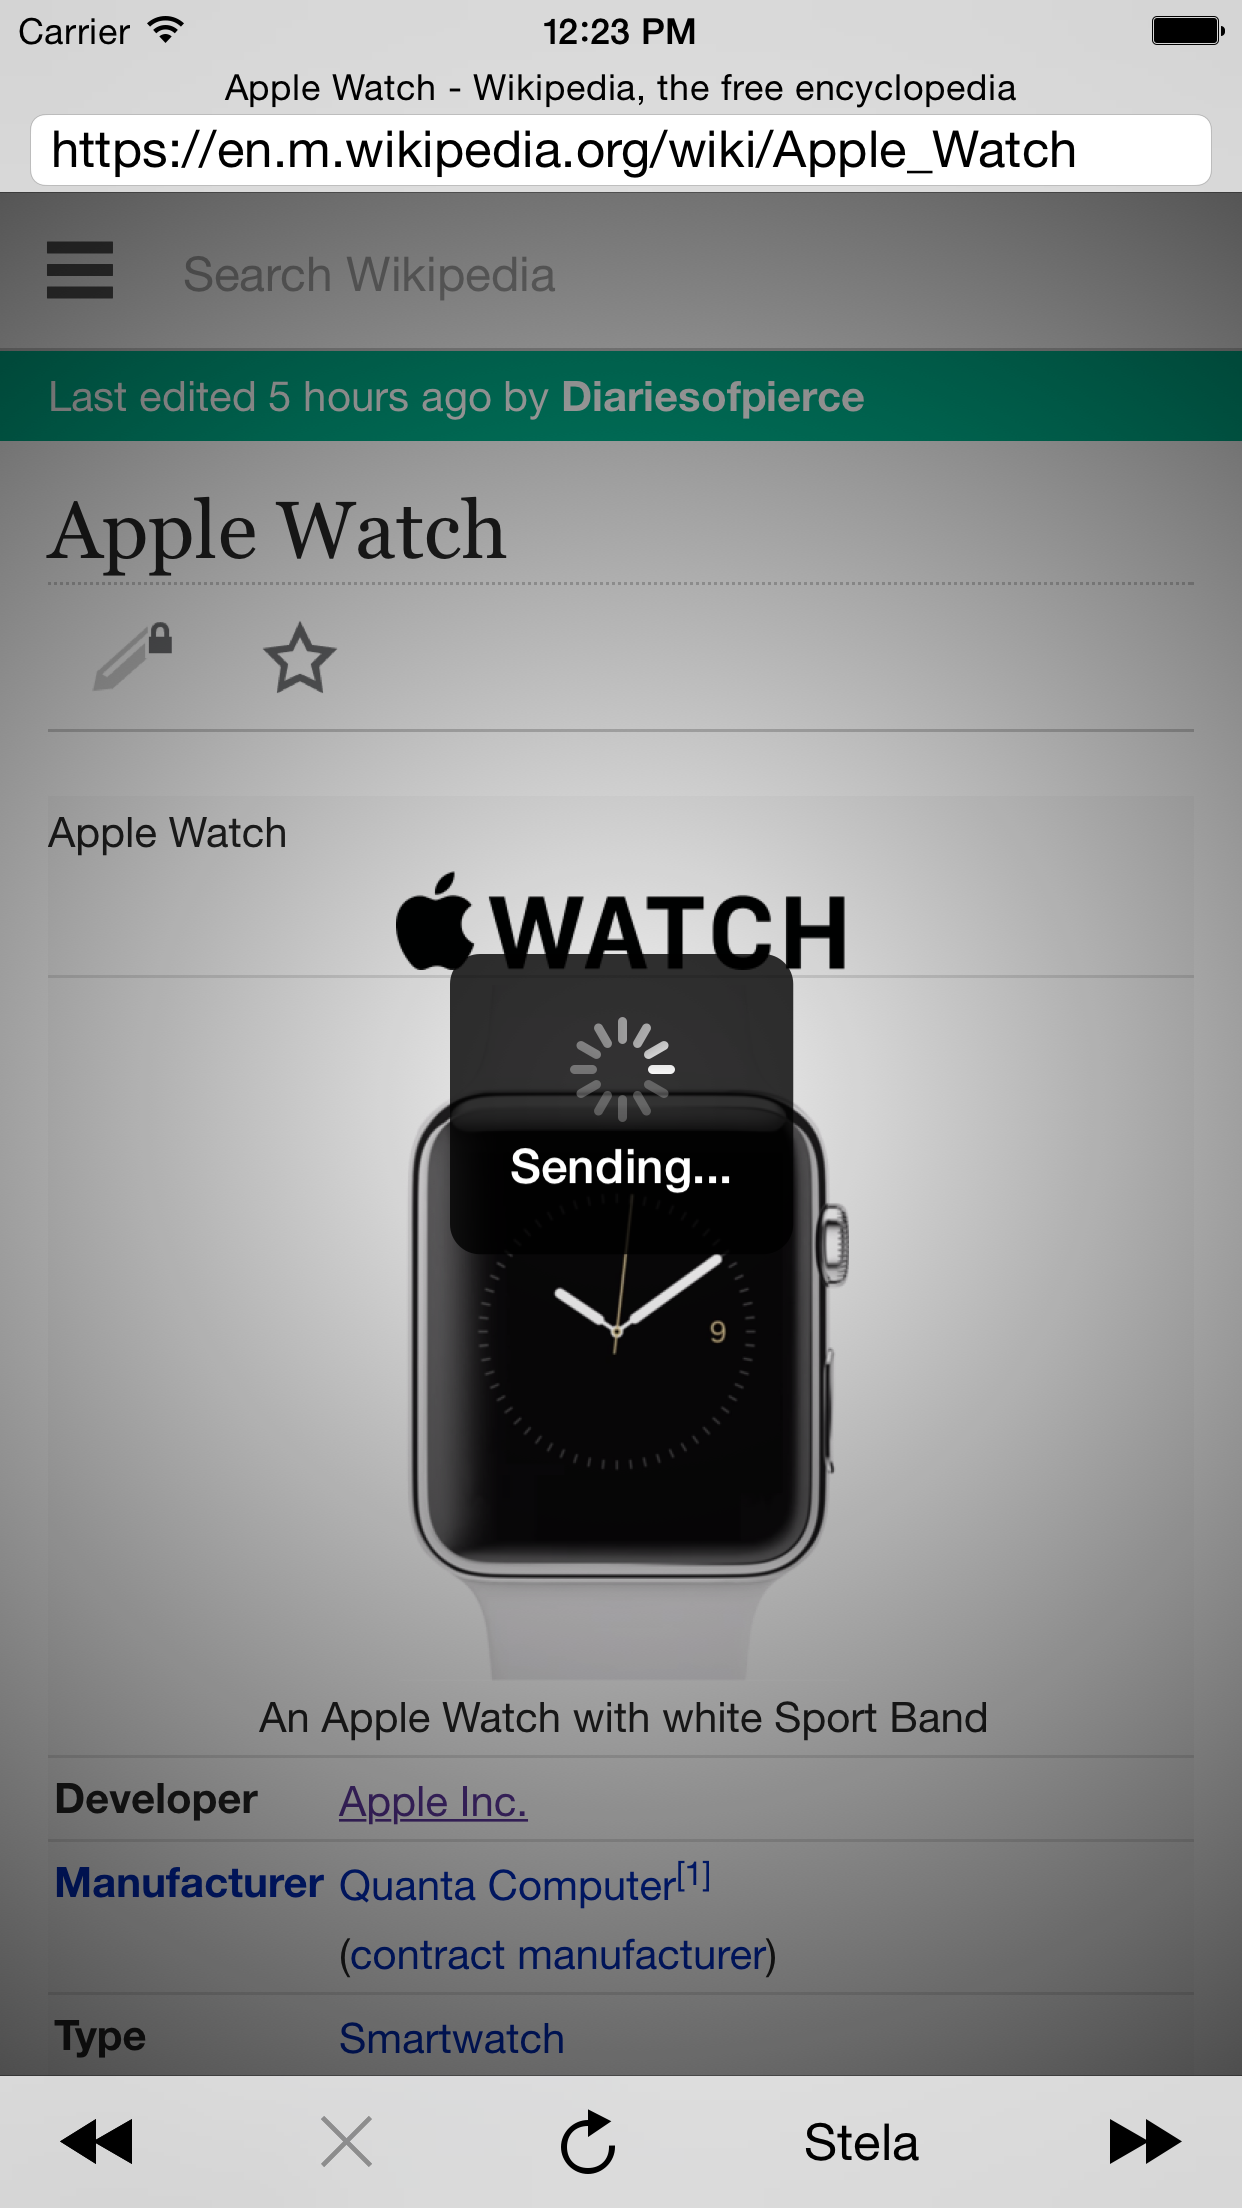 Carrier 12:23 PM
Apple Watch - Wikipedia, the free encyclopedia
https://en.m.wikipedia.org/wiki/Apple_Watch
Search Wikipedia
Last edited 5 hours ago by Diariesofpierce
Apple Watch
Apple Watch
WATCH
Sending...
9
An Apple Watch with white Sport Band
Developer Apple Inc.
Manufacturer Quanta Computer[1]
(contract manufacturer)
Type Smartwatch
Stela